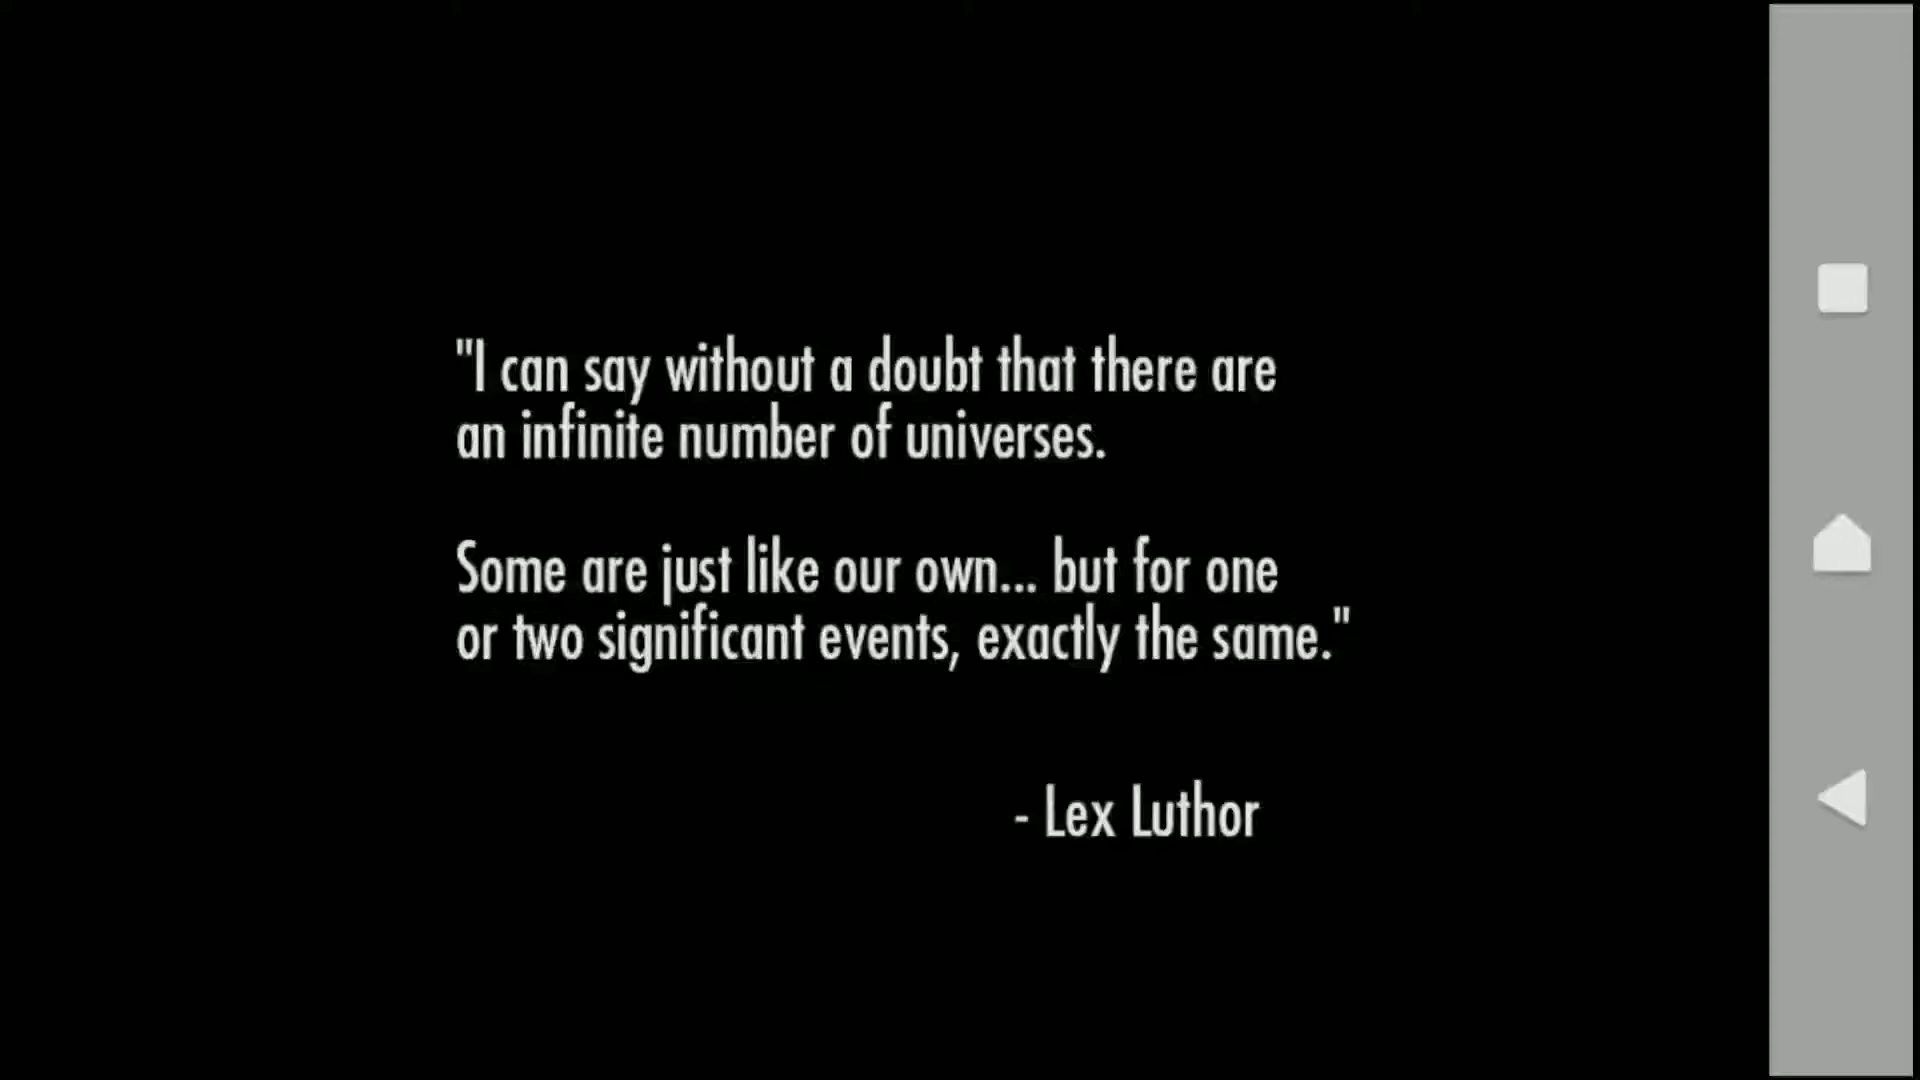 "I can say without a doubt that there are
an infinite number of universes.
Some are just like our own... but for one
or two significant events, exactly the same."
- Lex Luthor